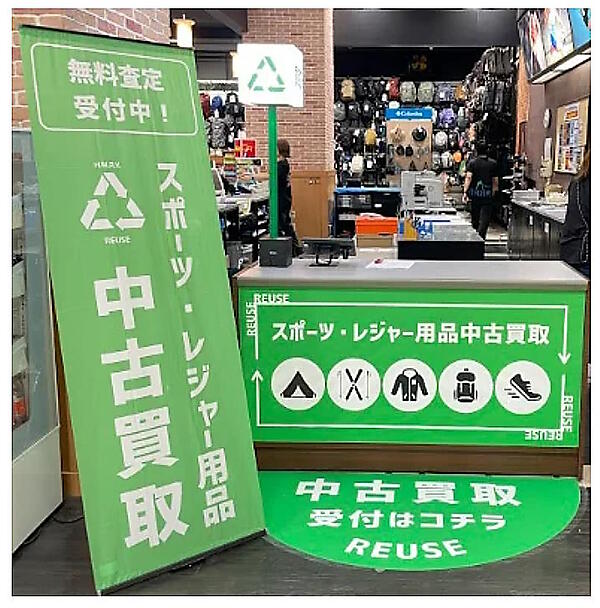 無料査定
受付中！
H.M.R.V.
REUSE
スポーツ・レジャー用品
中古買取
Columbia
REUSE
REUSE
スポーツ・レジャー用品中古買取
REUSE
REUSE
中古買取
受付はコチラ
REUSE